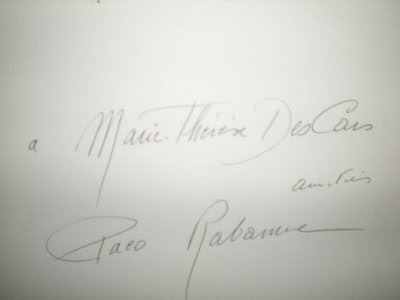 a Marie-Thérèse Des Cars
amitiés
Paco Rabanne